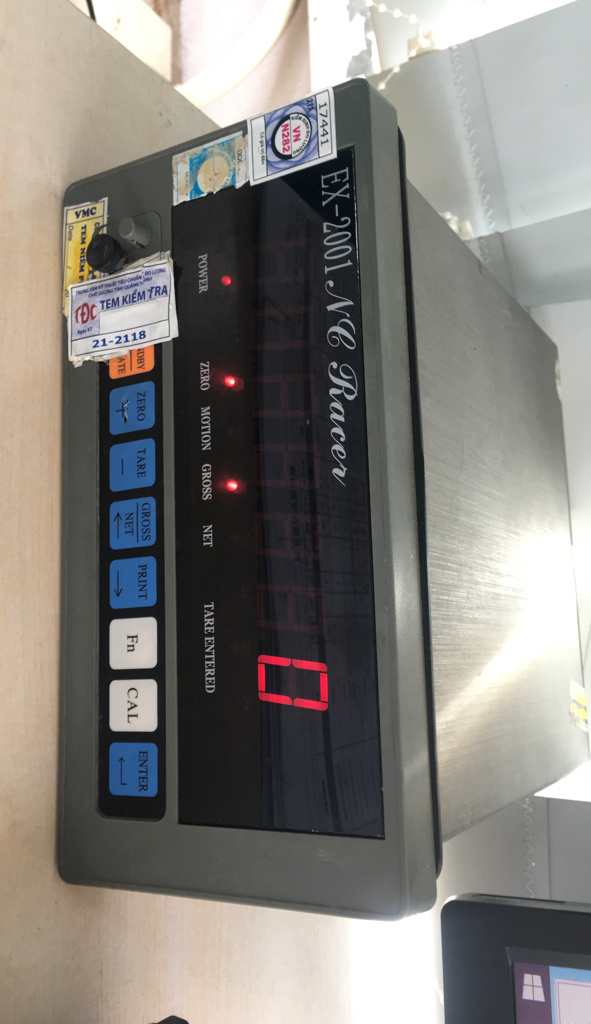 EX-2001 NC Racer
17441
VN
N282
0
POWER
ZERO
MOTION
GROSS
NET
TARE ENTERED
VMC
TĐC TEM KIỂM TRA
21-2118
ZERO
TARE
GROSS
NET
PRINT
Fn
CAL
ENTER